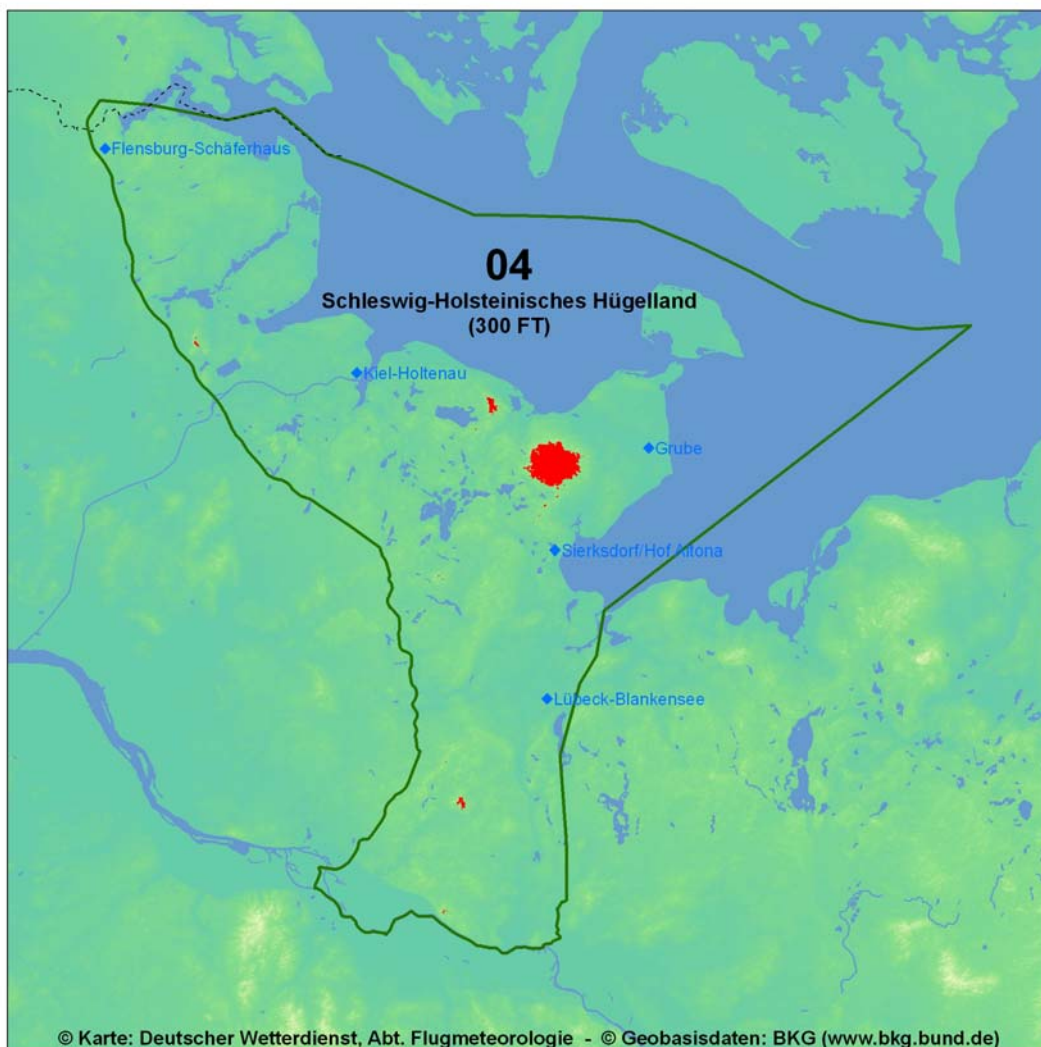 Flensburg-Schäferhaus
04
Schleswig-Holsteinisches Hügelland
(300 FT)
Kiel-Holtenau
Grube
Sierksdorf/Hof Altona
Lübeck-Blankensee
© Karte: Deutscher Wetterdienst, Abt. Flugmeteorologie - © Geobasisdaten: BKG (www.bkg.bund.de)